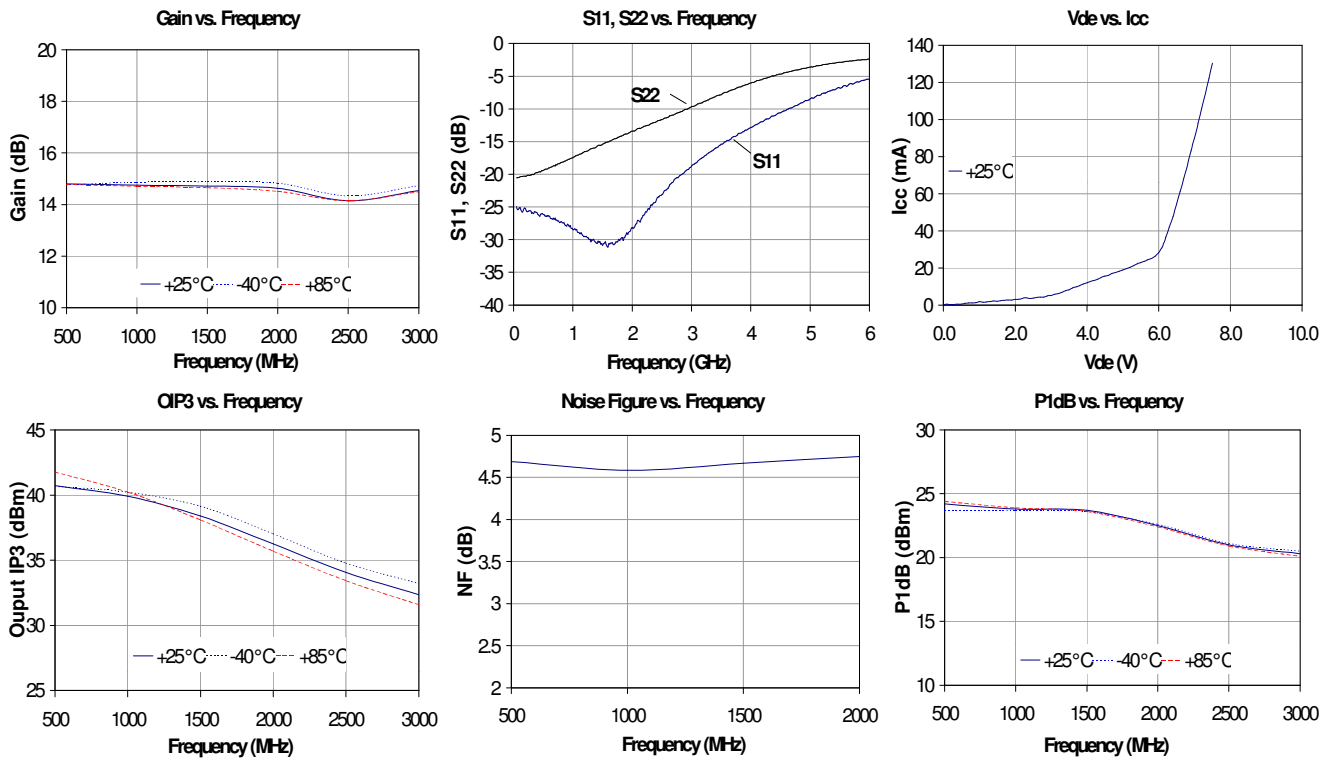 Gain vs. Frequency
20
18
16
14
12
10
Gain (dB)
+25°C -40°C +85°C
500 1000 1500 2000 2500 3000
Frequency (MHz)
S11, S22 vs. Frequency
0
-5
-10
-15
-20
-25
-30
-35
-40
S11, S22 (dB)
S22
S11
0 1 2 3 4 5 6
Frequency (GHz)
Vde vs. Icc
140
120
100
80
60
40
20
0
Icc (mA)
+25°C
0.0 2.0 4.0 6.0 8.0 10.0
Vde (V)
OIP3 vs. Frequency
45
40
35
30
25
Ouput IP3 (dBm)
+25°C -40°C +85°C
500 1000 1500 2000 2500 3000
Frequency (MHz)
Noise Figure vs. Frequency
5
4.5
4
3.5
3
2.5
2
NF (dB)
500 1000 1500 2000
Frequency (MHz)
P1dB vs. Frequency
30
25
20
15
10
P1dB (dBm)
+25°C -40°C +85°C
500 1000 1500 2000 2500 3000
Frequency (MHz)